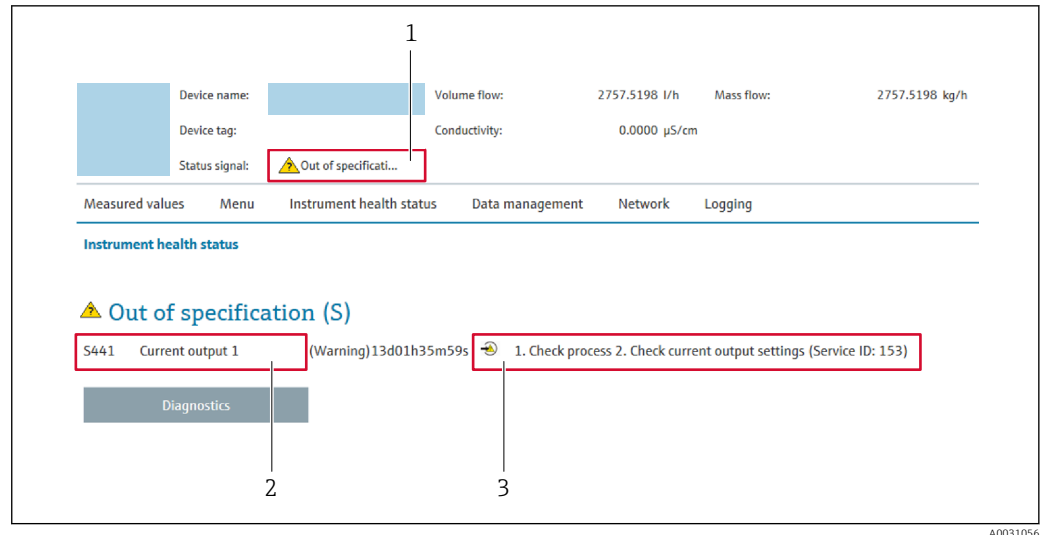 1
Device name: Volume flow: 2757.5198 l/h Mass flow: 2757.5198 kg/h
Device tag: Conductivity: 0.0000 µS/cm
Status signal: Out of specificati...
Measured values Menu Instrument health status Data management Network Logging
Instrument health status
Out of specification (S)
S441 Current output 1 (Warning)13d01h35m59s 1. Check process 2. Check current output settings (Service ID: 153)
Diagnostics
2 3
A0031056